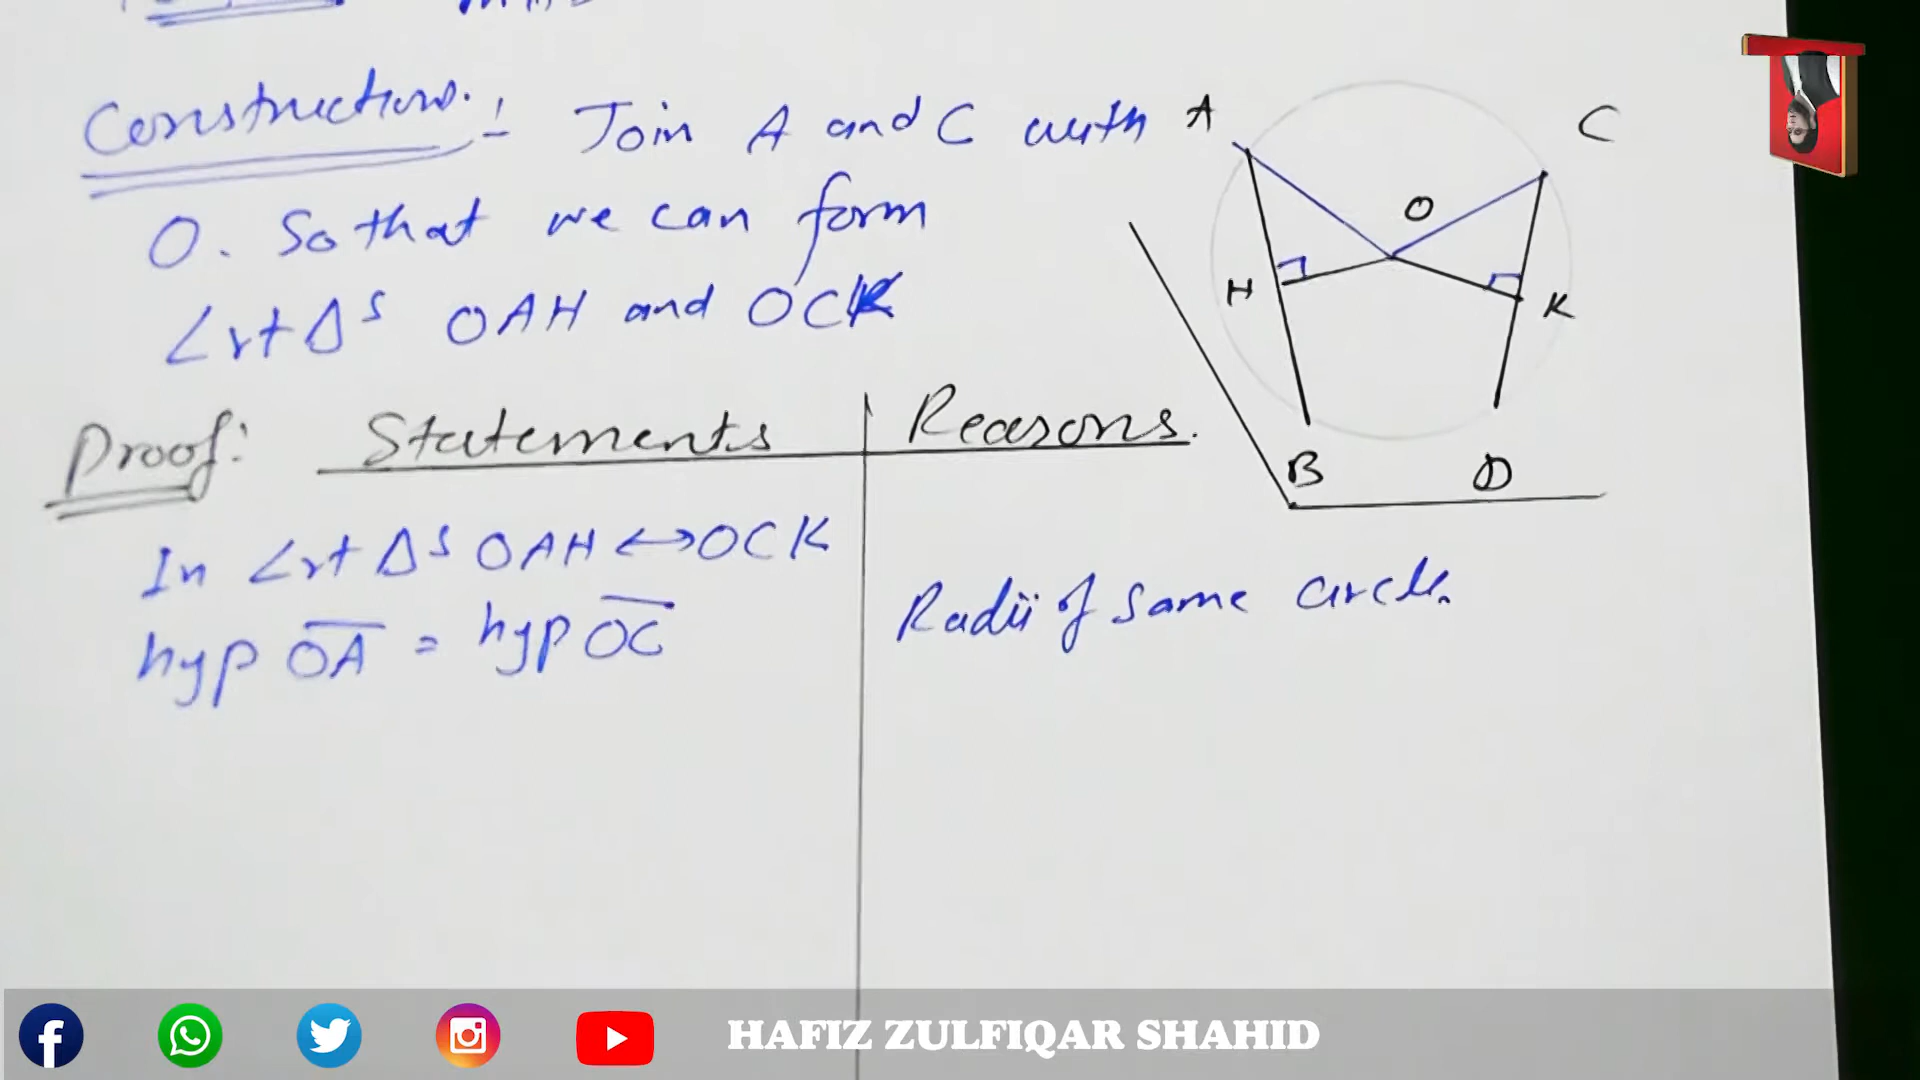 Construction:- Join A and C with
O. So that we can form
∠rt Δs OAH and OCK
A
C
O
H
K
B
D
Proof: Statements Reasons.
In ∠rt Δs OAH ↔ OCK
hyp OA = hyp OC
Radii of same circle.
HAFIZ ZULFIQAR SHAHID